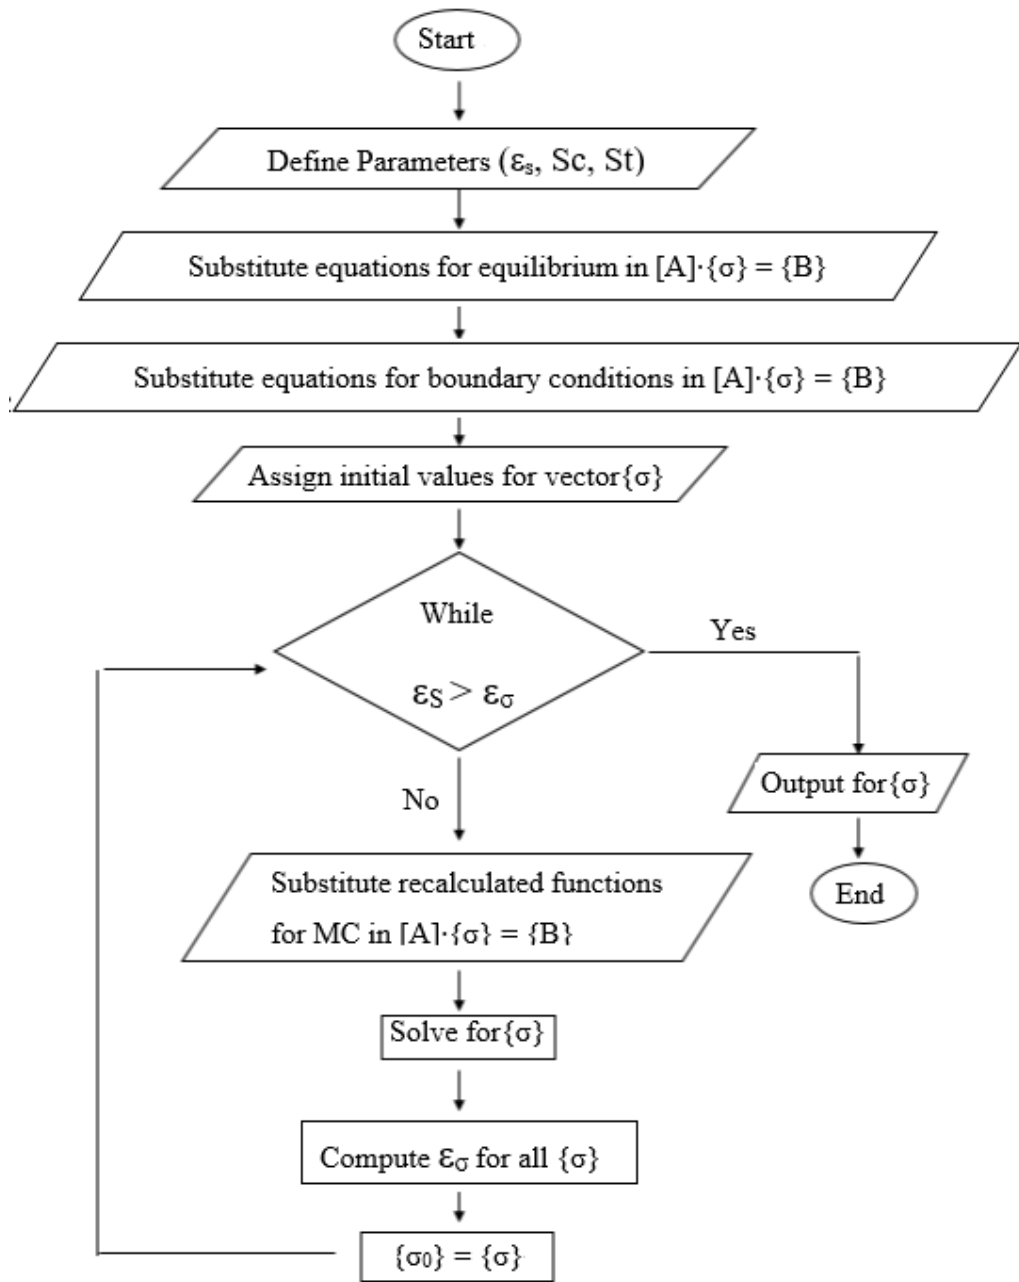 Start
Define Parameters (εs, Sc, St)
Substitute equations for equilibrium in [A]·{σ} = {B}
Substitute equations for boundary conditions in [A]·{σ} = {B}
Assign initial values for vector{σ}
While
εS > εσ
Yes
No
Output for{σ}
End
Substitute recalculated functions
for MC in [A]·{σ} = {B}
Solve for{σ}
Compute εσ for all {σ}
{σ0} = {σ}